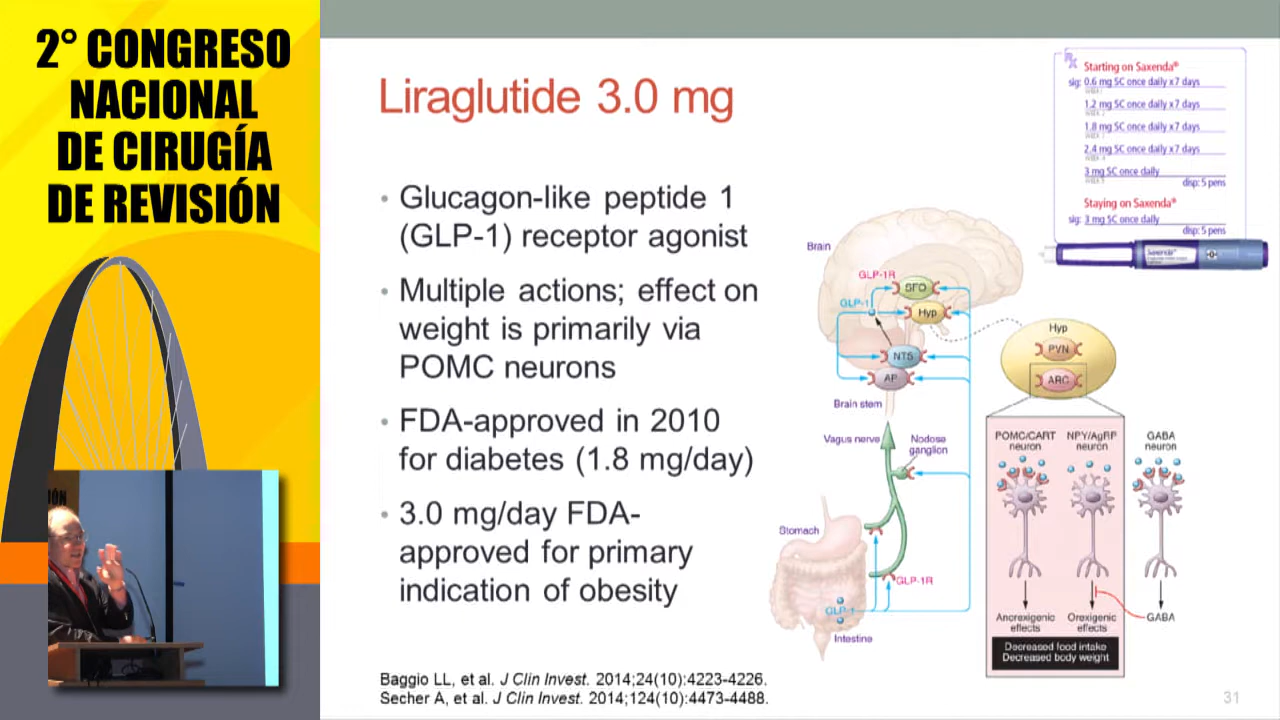 2° CONGRESO
NACIONAL
DE CIRUGÍA
DE REVISIÓN
Liraglutide 3.0 mg
• Glucagon-like peptide 1
(GLP-1) receptor agonist
• Multiple actions; effect on
weight is primarily via
POMC neurons
• FDA-approved in 2010
for diabetes (1.8 mg/day)
• 3.0 mg/day FDA-
approved for primary
indication of obesity
Starting on Saxenda®
sig: 0.6 mg SC once daily x7 days
1.2 mg SC once daily x7 days
1.8 mg SC once daily x7 days
2.4 mg SC once daily x7 days
3 mg SC once daily
disp: 5 pens
Staying on Saxenda®
sig: 3 mg SC once daily
disp: 5 pens
Saxenda
Brain
GLP-1R
SFO
GLP-1
Hyp
NTS
AP
Brain stem
Hyp
PVN
ARC
Vagus nerve
Nodose
ganglion
POMC/CART
neuron
NPY/AgRP
neuron
GABA
neuron
Stomach
GLP-1R
GLP-1
Intestine
Anorexigenic
effects
Orexigenic
effects
GABA
Decreased food intake
Decreased body weight
Baggio LL, et al. J Clin Invest. 2014;24(10):4223-4226.
Secher A, et al. J Clin Invest. 2014;124(10):4473-4488.
31